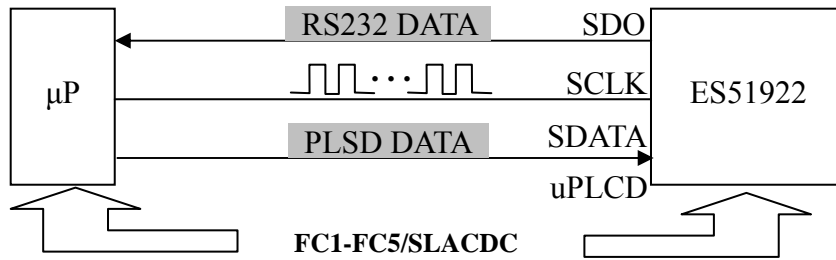 RS232 DATA SDO
μP SCLK ES51922
PLSD DATA SDATA
uPLCD
FC1-FC5/SLACDC